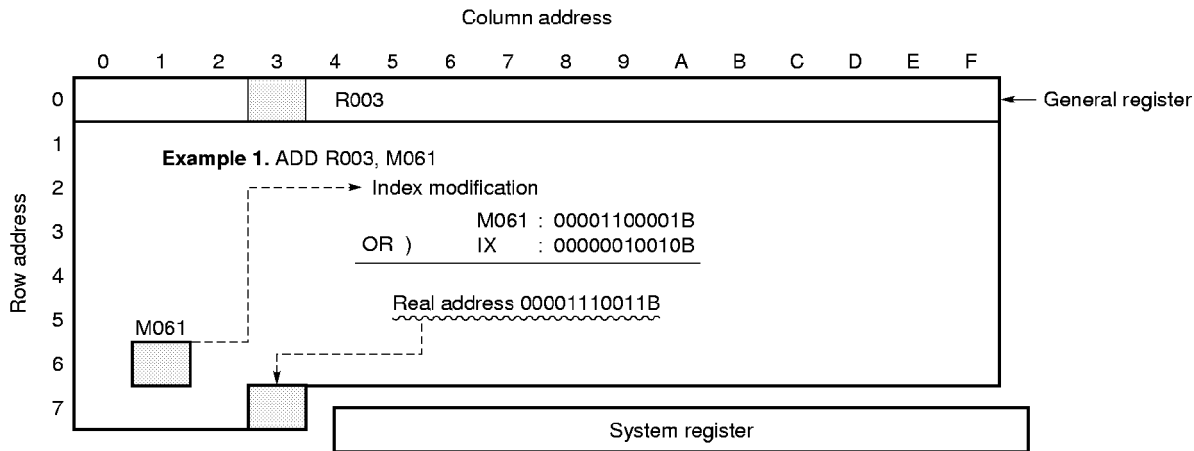 Column address
0 1 2 3 4 5 6 7 8 9 A B C D E F
0 R003 General register
1
Example 1. ADD R003, M061
2 Index modification
M061 : 00001100001B
3
OR ) IX : 00000010010B
4
Real address 00001110011B
5
M061
6
7
System register
Row address